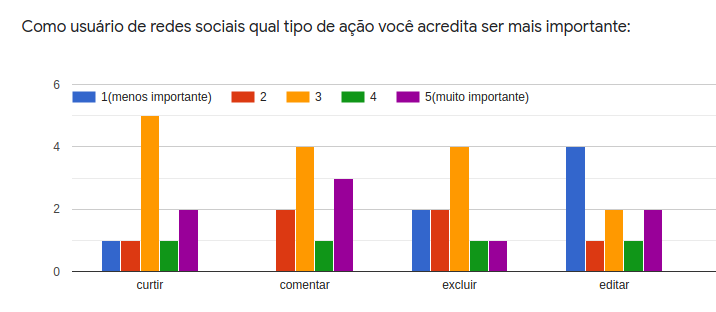 Como usuário de redes sociais qual tipo de ação você acredita ser mais importante:
6
1(menos importante) 2 3 4 5(muito importante)
4
2
0
curtir comentar excluir editar